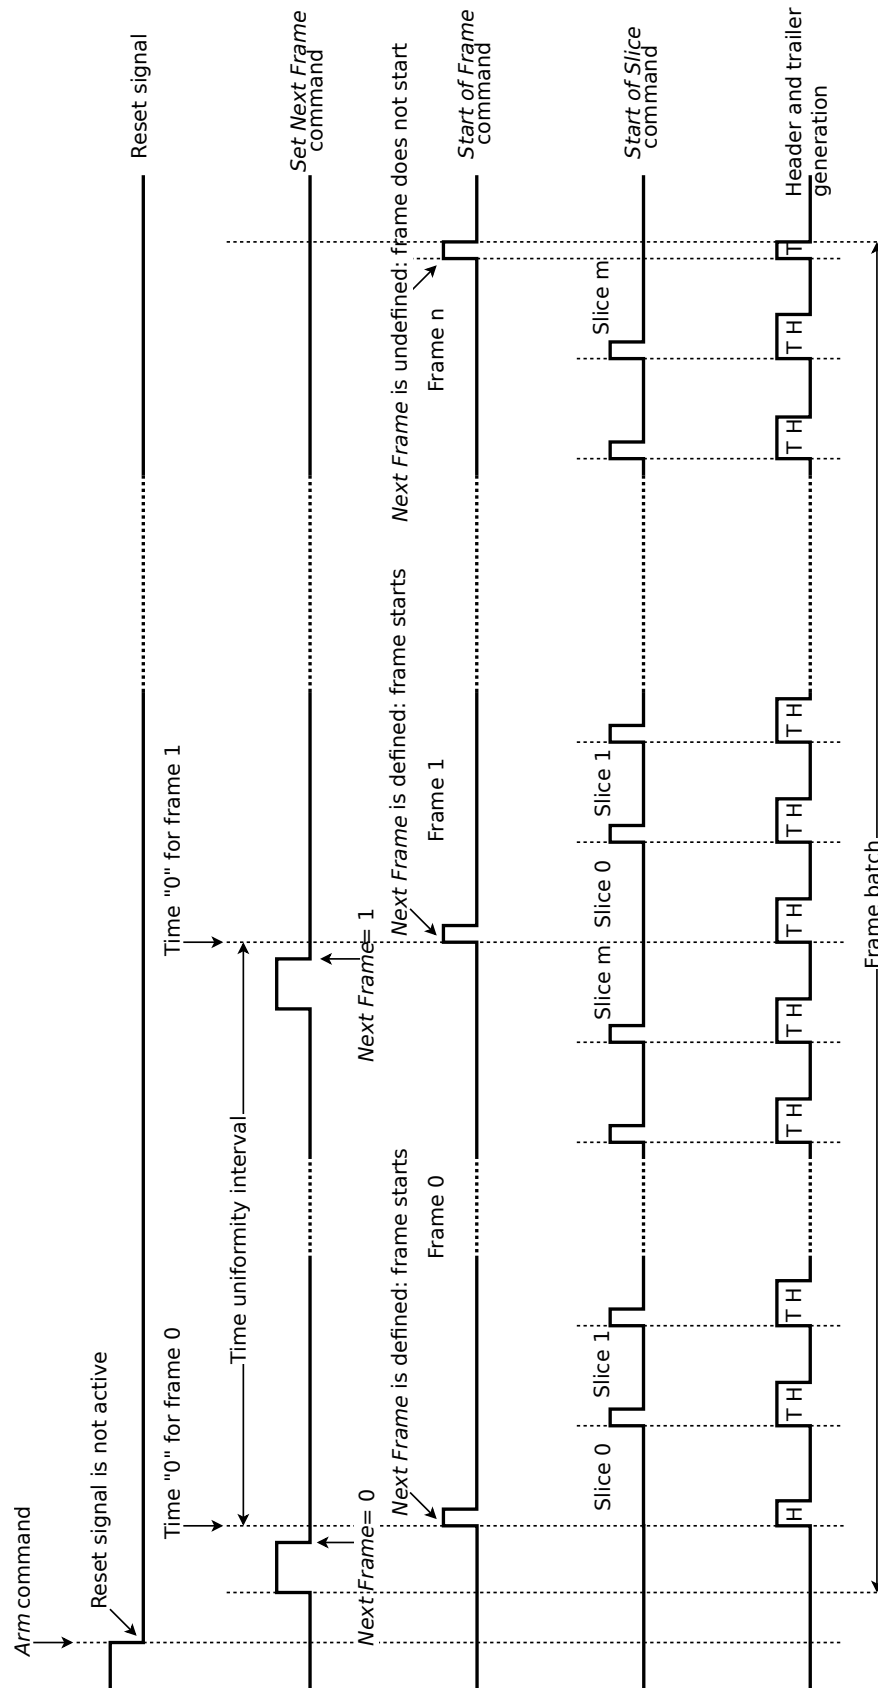 Arm command
Reset signal is not active
Reset signal
Time "0" for frame 0
Time "0" for frame 1
Time uniformity interval
Set Next Frame
command
Next Frame = 0
Next Frame = 1
Next Frame is defined: frame starts
Next Frame is defined: frame starts
Next Frame is undefined: frame does not start
Frame 0
Frame 1
Frame n
Start of Frame
command
Slice 0
Slice 1
Slice m
Slice 0
Slice 1
Slice m
Start of Slice
command
H
T H
T H
T H
T H
T H
T H
T H
T H
T H
T
Header and trailer
generation
Frame batch